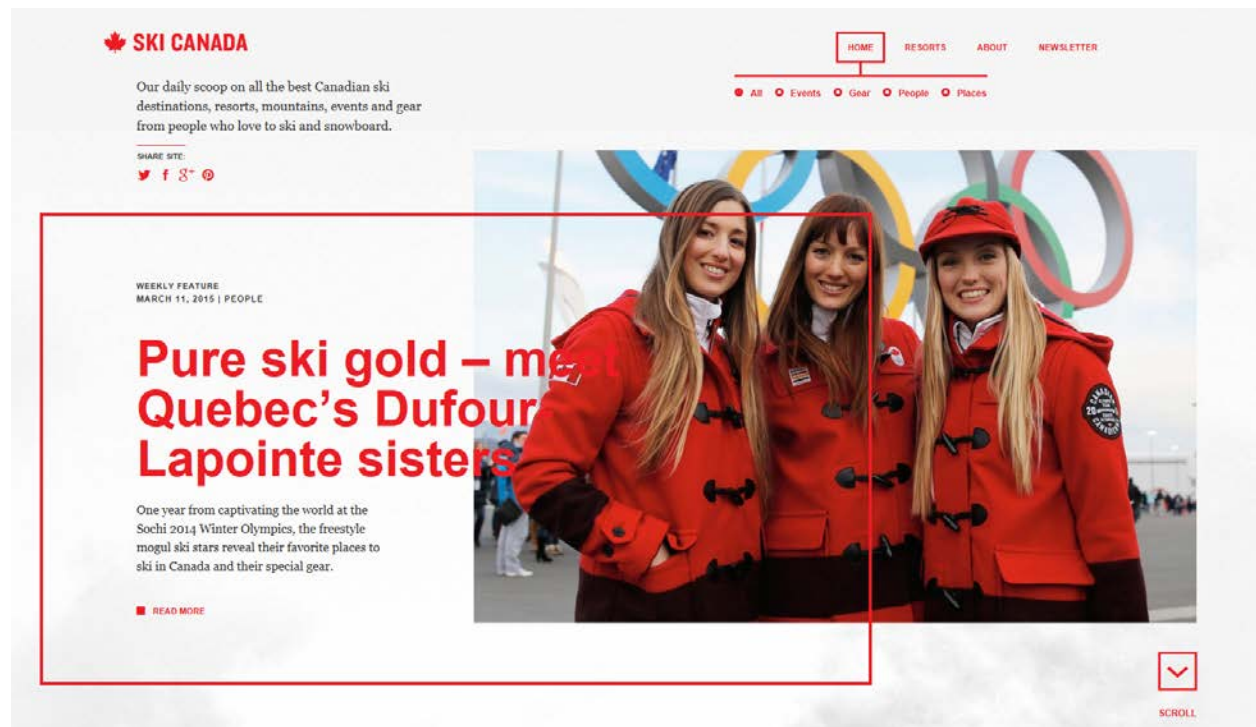 SKI CANADA
HOME RESORTS ABOUT NEWSLETTER
All Events Gear People Places
Our daily scoop on all the best Canadian ski
destinations, resorts, mountains, events and gear
from people who love to ski and snowboard.
SHARE SITE:
WEEKLY FEATURE
MARCH 11, 2015 | PEOPLE
Pure ski gold – meet
Quebec’s Dufour-
Lapointe sisters
One year from captivating the world at the
Sochi 2014 Winter Olympics, the freestyle
mogul ski stars reveal their favorite places to
ski in Canada and their special gear.
READ MORE
20
SCROLL